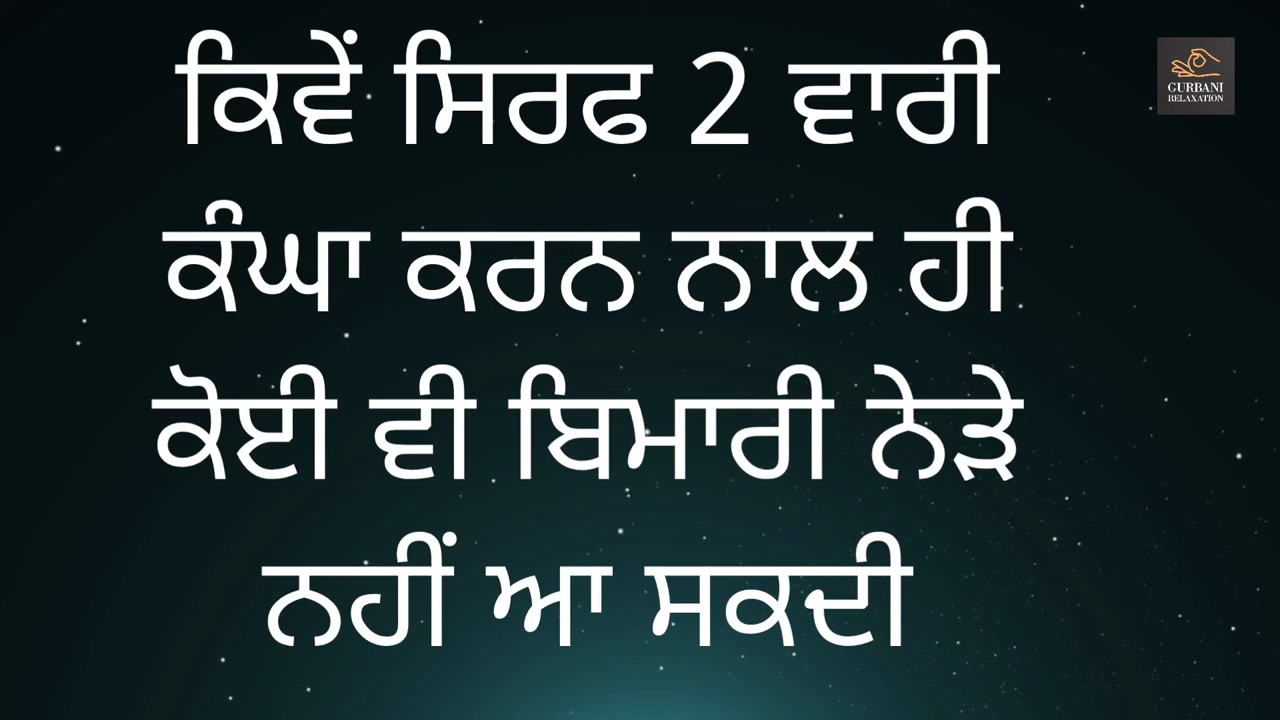 ਕਿਵੇਂ ਸਿਰਫ 2 ਵਾਰੀ
ਕੰਘਾ ਕਰਨ ਨਾਲ ਹੀ
ਕੋਈ ਵੀ ਬਿਮਾਰੀ ਨੇੜੇ
ਨਹੀਂ ਆ ਸਕਦੀ
GURBANI
RELAXATION